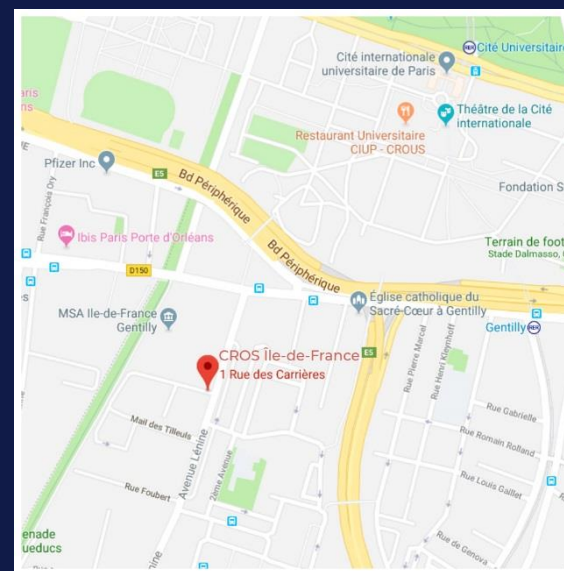 Cité Universitaire
Cité internationale
universitaire de Paris
Théâtre de la Cité
internationale
Restaurant Universitaire
CIUP - CROUS
Pfizer Inc
E5
Bd Périphérique
Fondation S
Rue François Ory
Ibis Paris Porte d'Orléans
Bd Périphérique
Terrain de foot
Stade Dalmasso,
D150
MSA Ile-de-France
Gentilly
Église catholique du
Sacré-Cœur à Gentilly
Gentilly
CROS Île-de-France
E5
1 Rue des Carrières
Rue Pierre Marcel
Rue Henri Kleynhoff
Rue Gabrielle
Mail des Tilleuls
Avenue Lénine
2ème Avenue
Rue Romain Rolland
Rue Foubert
Rue Louis Gaillet
enade
ueducs
nine
Rue de Genova